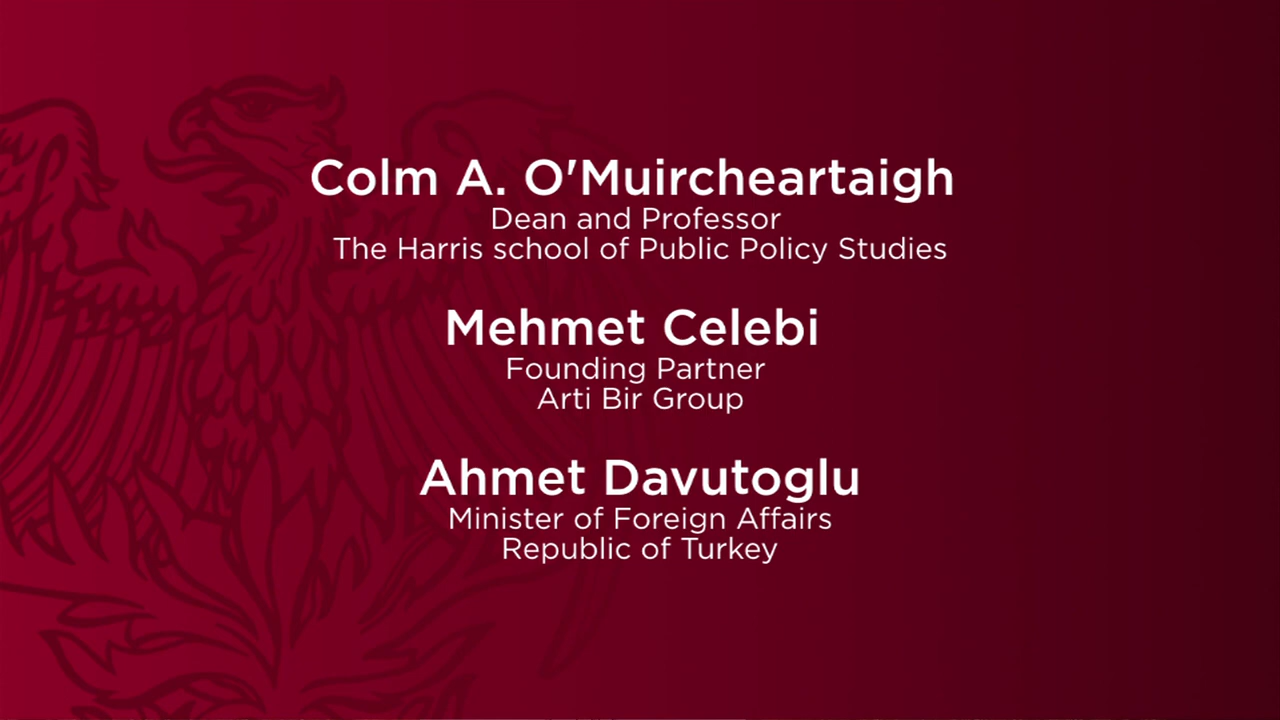 Colm A. O'Muircheartaigh
Dean and Professor
The Harris school of Public Policy Studies
Mehmet Celebi
Founding Partner
Arti Bir Group
Ahmet Davutoglu
Minister of Foreign Affairs
Republic of Turkey